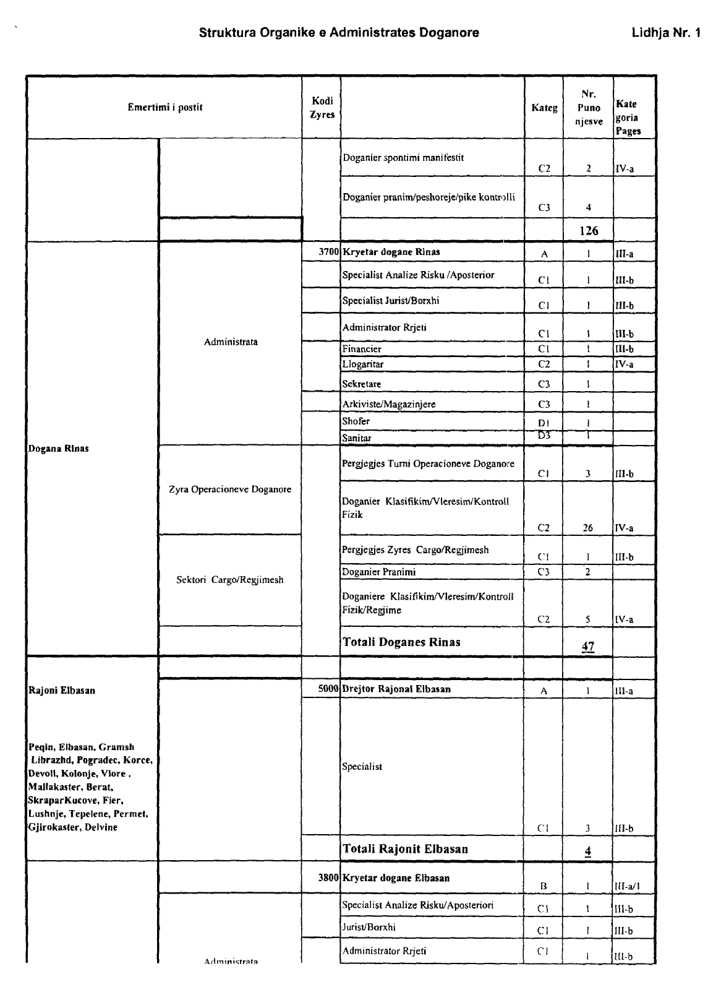 Struktura Organike e Administrates Doganore Lidhja Nr. 1
Emertimi i postit
Kodi
Zyres
Kateg
Nr.
Puno
njesve
Kate
goria
Pages
Doganier spontimi manifestit C2 2 IV-a
Doganier pranim/peshoreje/pike kontrolli C3 4
126
3700 Kryetar dogane Rinas A 1 III-a
Specialist Analize Risku /Aposterior C1 1 III-b
Specialist Jurist/Borxhi C1 1 III-b
Administrator Rrjeti C1 1 III-b
Administrata
Financier C1 1 III-b
Llogaritar C2 1 IV-a
Sekretare C3 1
Arkiviste/Magazinjere C3 1
Shofer D1 1
Sanitar D3 1
Dogana Rinas
Pergjegjes Turni Operacioneve Doganore C1 3 III-b
Zyra Operacioneve Doganore
Doganier Klasifikim/Vleresim/Kontroll
Fizik C2 26 IV-a
Pergjegjes Zyres Cargo/Regjimesh C1 1 III-b
Doganier Pranimi C3 2
Sektori Cargo/Regjimesh
Doganiere Klasifikim/Vleresim/Kontroll
Fizik/Regjime C2 5 IV-a
Totali Doganes Rinas 47
Rajoni Elbasan 5000 Drejtor Rajonal Elbasan A 1 III-a
Peqin, Elbasan, Gramsh
Librazhd, Pogradec, Korce,
Devoll, Kolonje, Vlore ,
Mallakaster, Berat,
SkraparKucove, Fier,
Lushnje, Tepelene, Permet,
Gjirokaster, Delvine
Specialist C1 3 III-b
Totali Rajonit Elbasan 4
3800 Kryetar dogane Elbasan B 1 III-a/1
Specialist Analize Risku/Aposteriori C1 1 III-b
Jurist/Borxhi C1 1 III-b
Administrator Rrjeti C1 1 III-b
Administrata